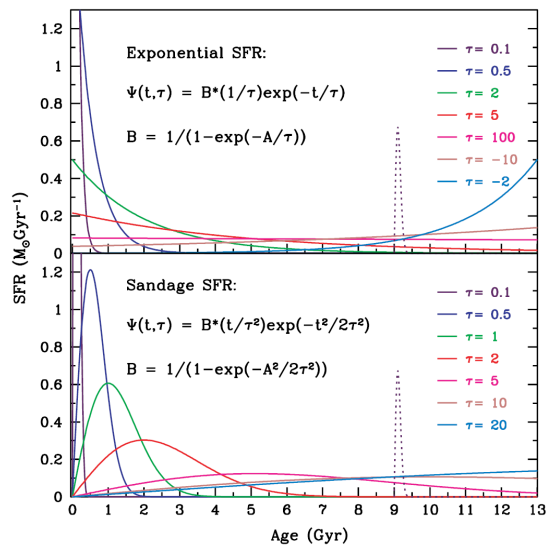 Exponential SFR:
Ψ(t,τ) = B*(1/τ)exp(−t/τ)
B = 1/(1−exp(−A/τ))
τ= 0.1
τ= 0.5
τ= 2
τ= 5
τ= 100
τ= −10
τ= −2
1.2
1
0.8
0.6
0.4
0.2
0
SFR (M⊙Gyr⁻¹)
Sandage SFR:
Ψ(t,τ) = B*(t/τ²)exp(−t²/2τ²)
B = 1/(1−exp(−A²/2τ²))
τ= 0.1
τ= 0.5
τ= 1
τ= 2
τ= 5
τ= 10
τ= 20
1.2
1
0.8
0.6
0.4
0.2
0
0 1 2 3 4 5 6 7 8 9 10 11 12 13
Age (Gyr)